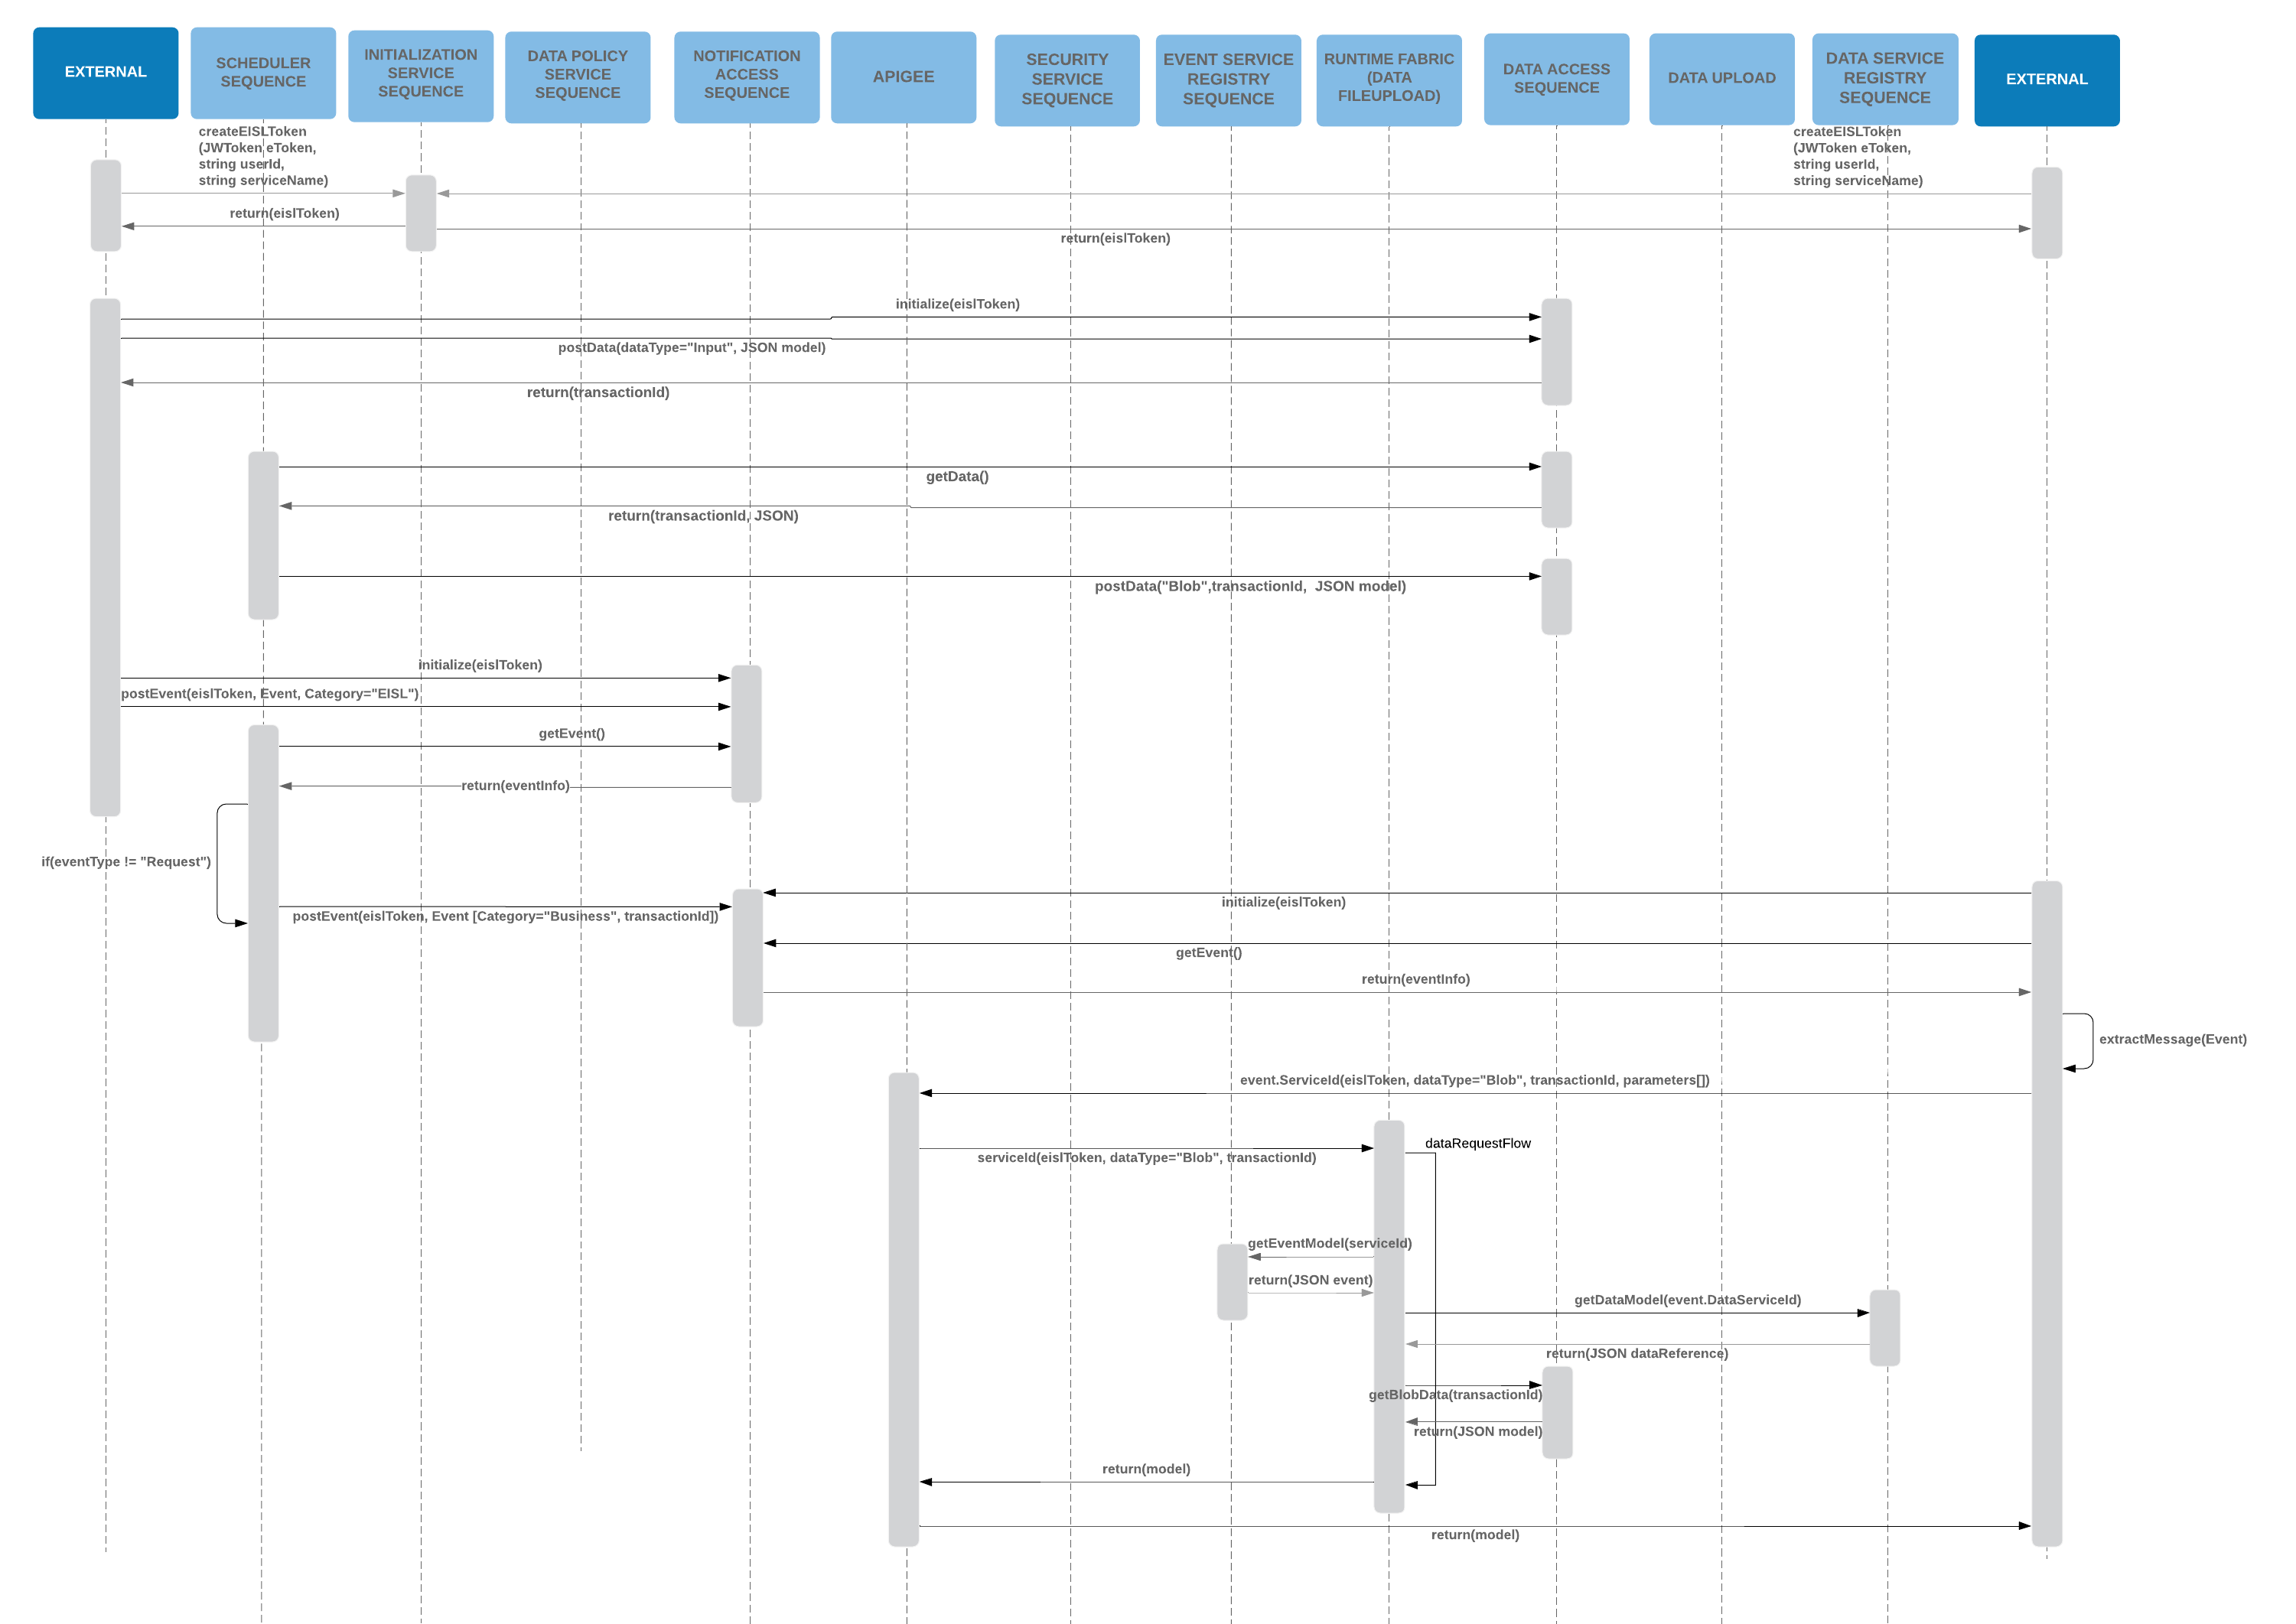 EXTERNAL
SCHEDULER
SEQUENCE
INITIALIZATION
SERVICE
SEQUENCE
DATA POLICY
SERVICE
SEQUENCE
NOTIFICATION
ACCESS
SEQUENCE
APIGEE
SECURITY
SERVICE
SEQUENCE
EVENT SERVICE
REGISTRY
SEQUENCE
RUNTIME FABRIC
(DATA
FILEUPLOAD)
DATA ACCESS
SEQUENCE
DATA UPLOAD
DATA SERVICE
REGISTRY
SEQUENCE
EXTERNAL
createEISLToken
(JWToken eToken,
string userId,
string serviceName)
createEISLToken
(JWToken eToken,
string userId,
string serviceName)
return(eislToken)
return(eislToken)
initialize(eislToken)
postData(dataType="Input", JSON model)
return(transactionId)
getData()
return(transactionId, JSON)
postData("Blob",transactionId,  JSON model)
initialize(eislToken)
postEvent(eislToken, Event, Category="EISL")
getEvent()
return(eventInfo)
if(eventType != "Request")
initialize(eislToken)
postEvent(eislToken, Event [Category="Business", transactionId])
getEvent()
return(eventInfo)
extractMessage(Event)
event.ServiceId(eislToken, dataType="Blob", transactionId, parameters[])
dataRequestFlow
serviceId(eislToken, dataType="Blob", transactionId)
getEventModel(serviceId)
return(JSON event)
getDataModel(event.DataServiceId)
return(JSON dataReference)
getBlobData(transactionId)
return(JSON model)
return(model)
return(model)